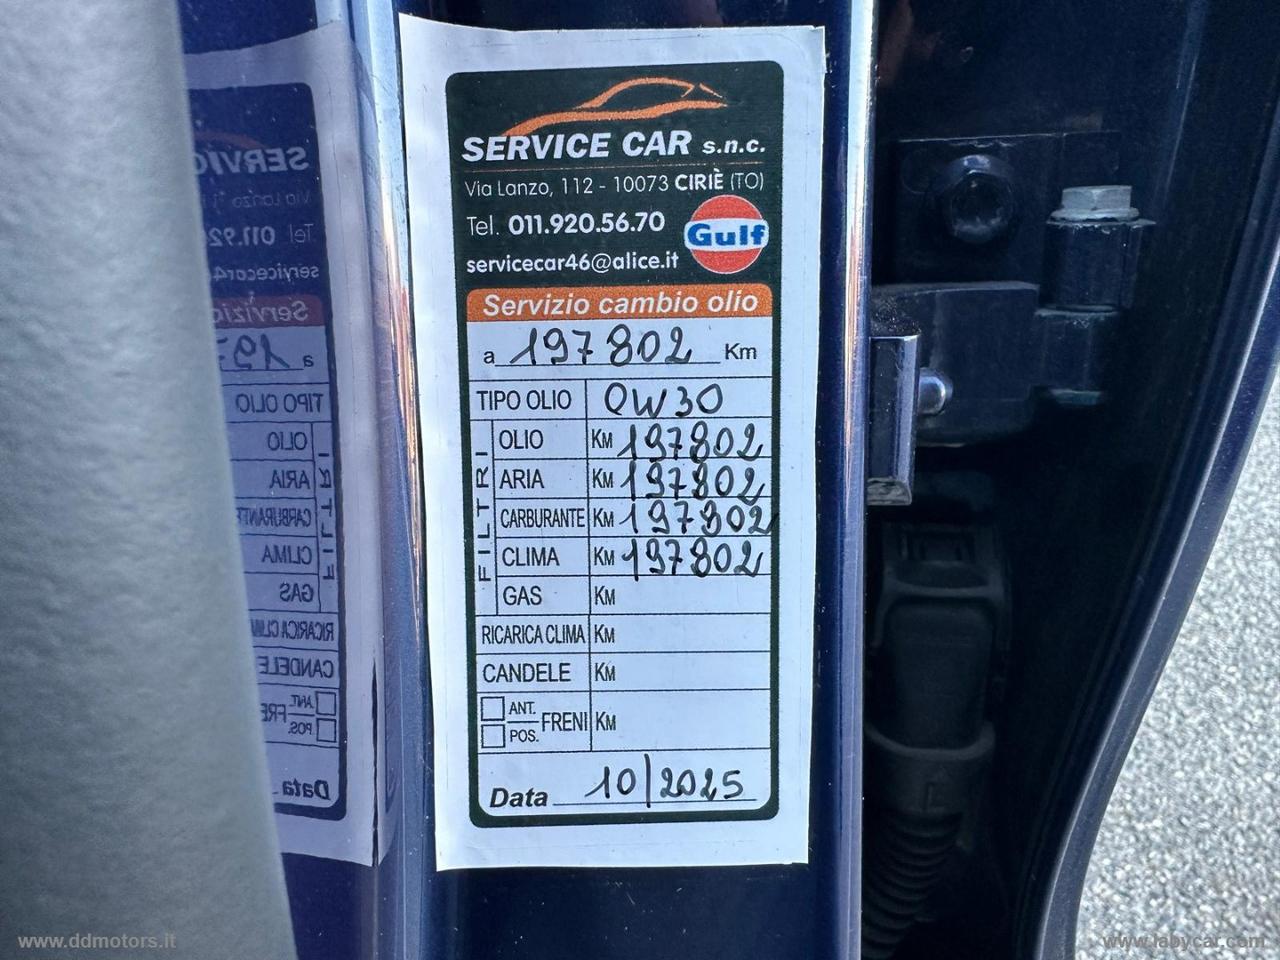 SERVICE CAR s.n.c.
Via Lanzo, 112 - 10073 CIRIÈ (TO)
Tel. 011.920.56.70
Gulf
servicecar46@alice.it
Servizio cambio olio
a 197802 Km
TIPO OLIO 0W30
FILTRI
OLIO KM 197802
ARIA KM 197802
CARBURANTE KM 197802
CLIMA KM 197802
GAS KM
RICARICA CLIMA KM
CANDELE KM
ANT.
POS.
FRENI KM
Data 10/2025
www.ddmotors.it
www.labycar.com